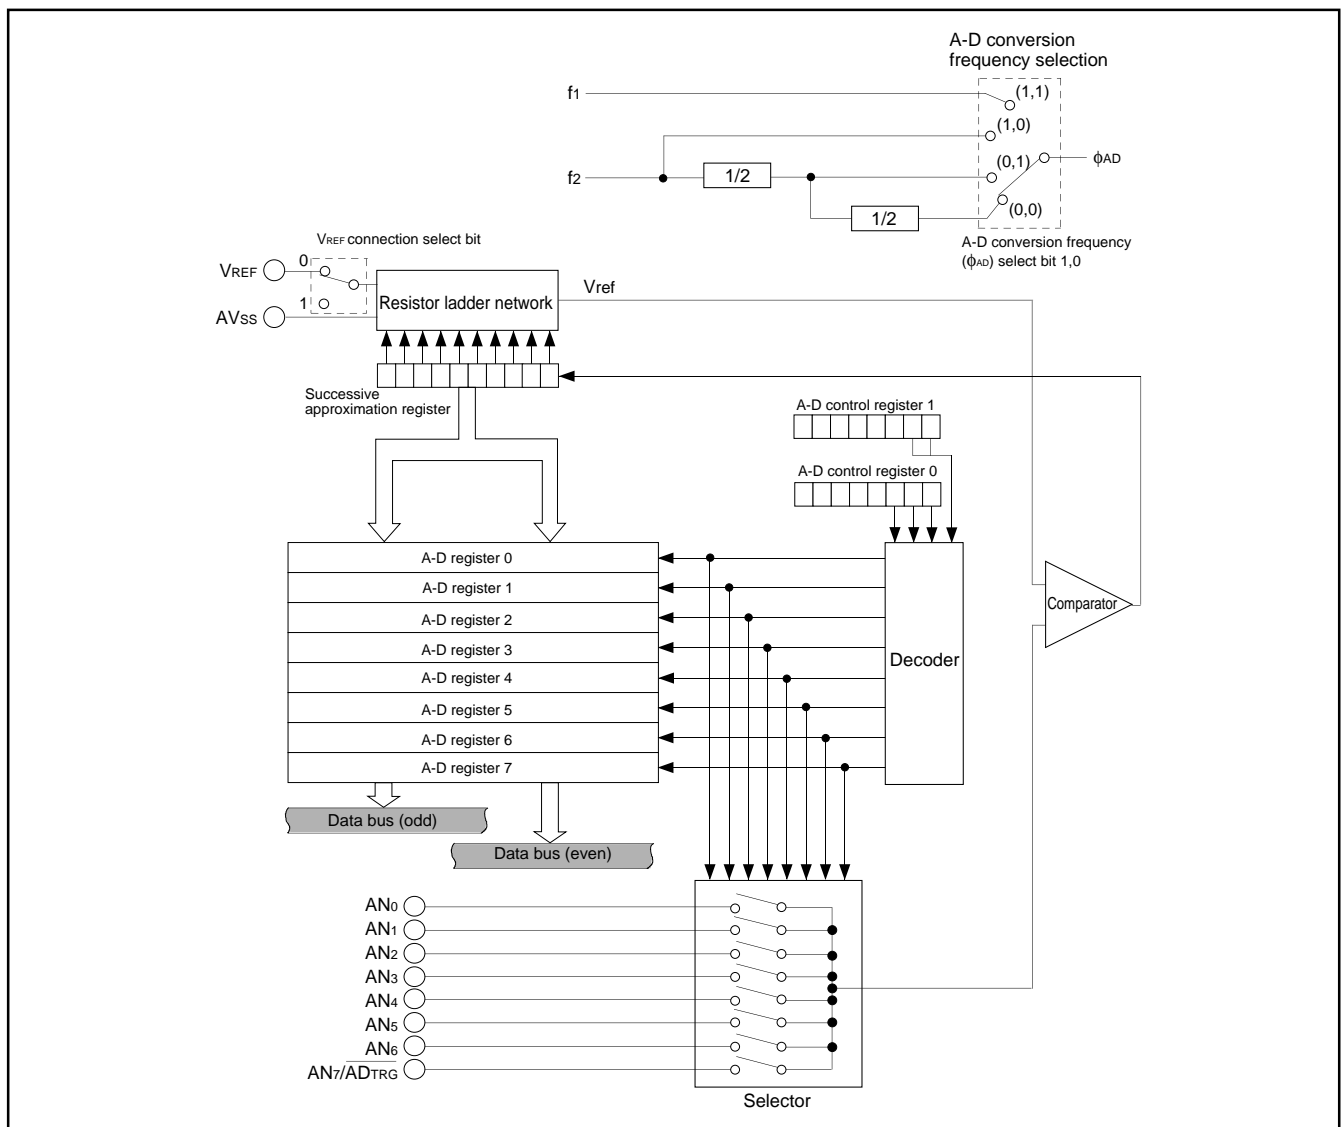 A-D conversion
frequency selection
f1
(1,1)
(1,0)
(0,1)
ϕAD
f2
1/2
1/2
(0,0)
A-D conversion frequency
(ϕAD) select bit 1,0
VREF connection select bit
VREF
0
1
AVSS
Resistor ladder network
Vref
Successive
approximation register
A-D control register 1
A-D control register 0
A-D register 0
A-D register 1
A-D register 2
A-D register 3
A-D register 4
A-D register 5
A-D register 6
A-D register 7
Decoder
Comparator
Data bus (odd)
Data bus (even)
AN0
AN1
AN2
AN3
AN4
AN5
AN6
AN7/ADTRG
Selector